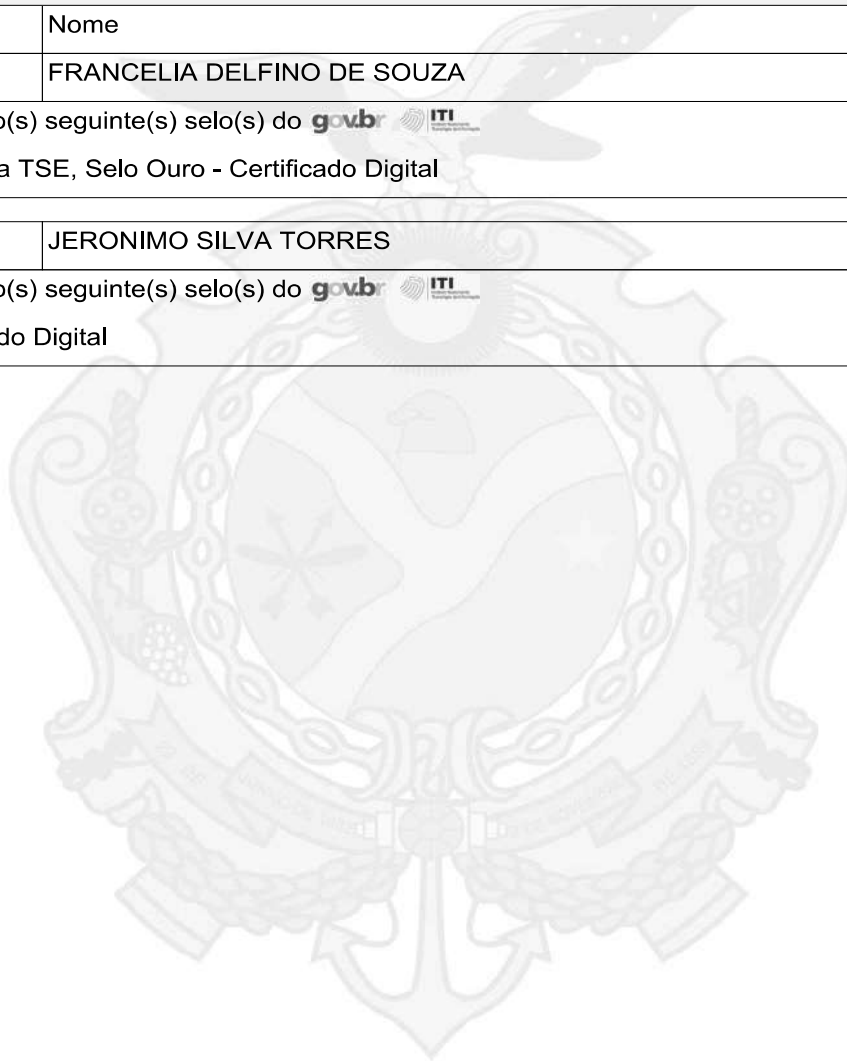 Nome
FRANCELIA DELFINO DE SOUZA
o(s) seguinte(s) selo(s) do gov.br ITI
a TSE, Selo Ouro - Certificado Digital
JERONIMO SILVA TORRES
o(s) seguinte(s) selo(s) do gov.br ITI
do Digital